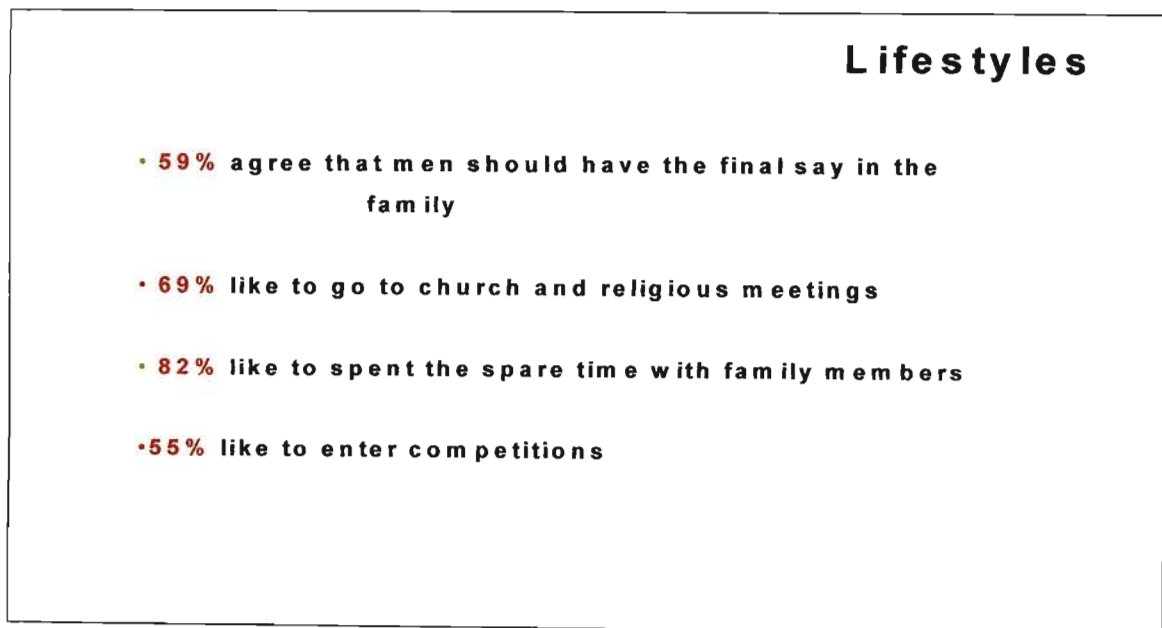 Lifestyles
• 59% agree that men should have the final say in the
family
• 69% like to go to church and religious meetings
• 82% like to spent the spare time with family members
•55% like to enter competitions